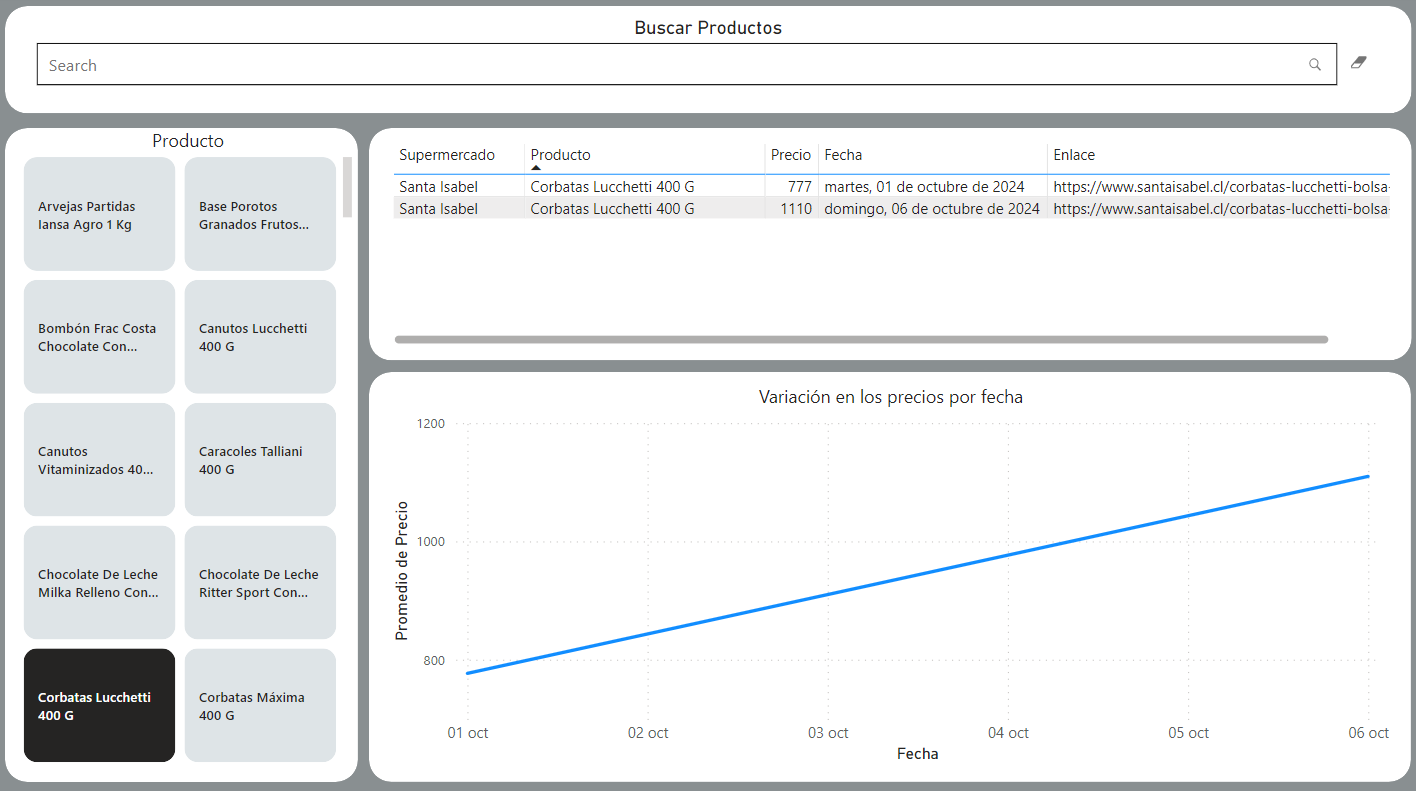 Buscar Productos
Search
Producto
Arvejas Partidas
Iansa Agro 1 Kg
Base Porotos
Granados Frutos...
Bombón Frac Costa
Chocolate Con...
Canutos Lucchetti
400 G
Canutos
Vitaminizados 40...
Caracoles Talliani
400 G
Chocolate De Leche
Milka Relleno Con...
Chocolate De Leche
Ritter Sport Con...
Corbatas Lucchetti
400 G
Corbatas Máxima
400 G
Supermercado Producto Precio Fecha Enlace
Santa Isabel Corbatas Lucchetti 400 G 777 martes, 01 de octubre de 2024 https://www.santaisabel.cl/corbatas-lucchetti-bolsa-
Santa Isabel Corbatas Lucchetti 400 G 1110 domingo, 06 de octubre de 2024 https://www.santaisabel.cl/corbatas-lucchetti-bolsa-
Variación en los precios por fecha
Promedio de Precio
1200
1000
800
01 oct 02 oct 03 oct 04 oct 05 oct 06 oct
Fecha